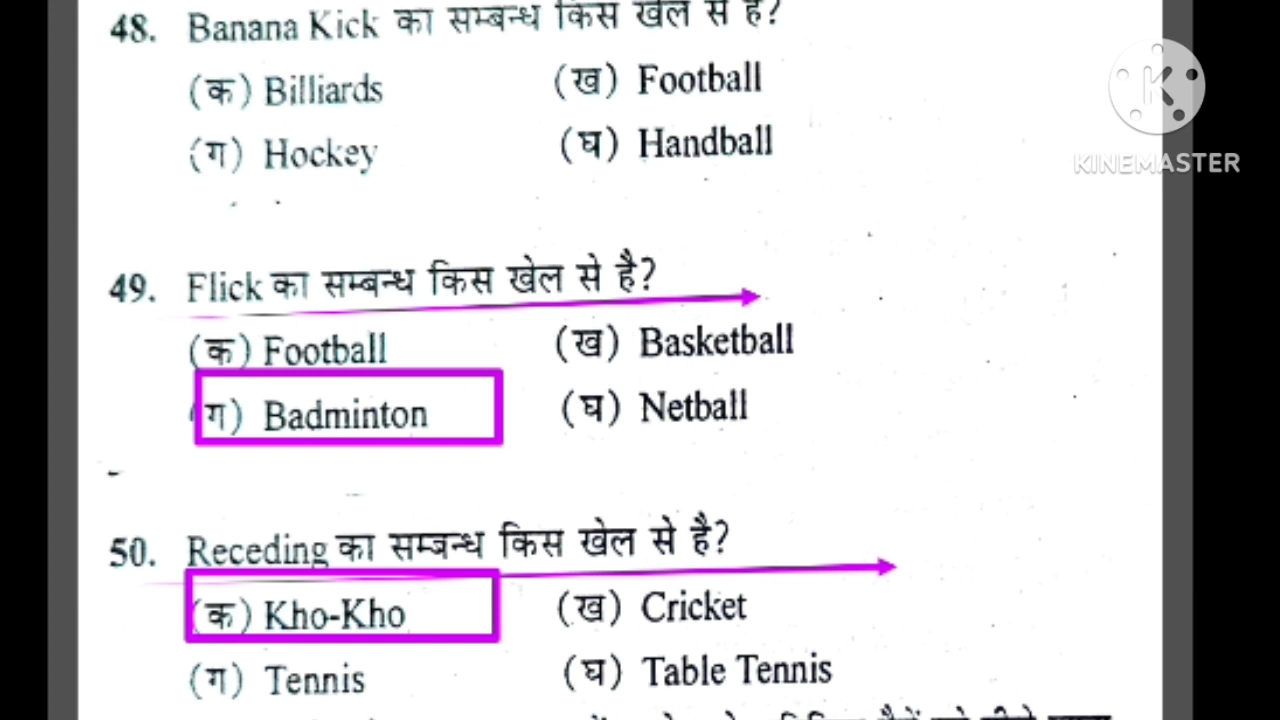 48. Banana Kick का सम्बन्ध किस खेल से है?
(क) Billiards (ख) Football
(ग) Hockey (घ) Handball
KINEMASTER
49. Flick का सम्बन्ध किस खेल से है?
(क) Football (ख) Basketball
(ग) Badminton (घ) Netball
50. Receding का सम्बन्ध किस खेल से है?
(क) Kho-Kho (ख) Cricket
(ग) Tennis (घ) Table Tennis